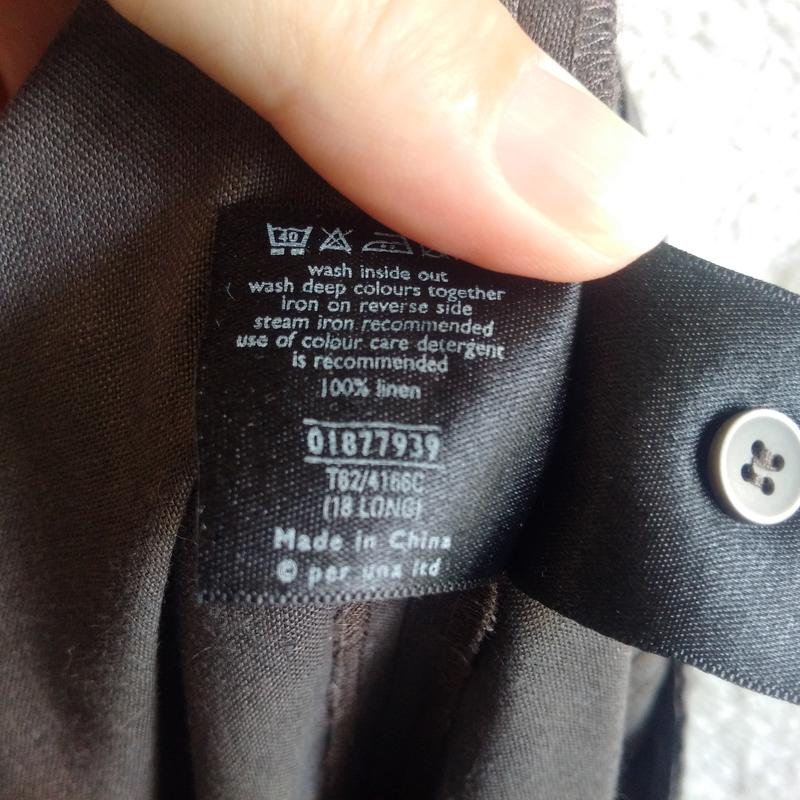 40
wash inside out
wash deep colours together
iron on reverse side
steam iron recommended
use of colour care detergent
is recommended
100% linen
01877939
T62/4166C
(18 LONG)
Made in China
© per una ltd